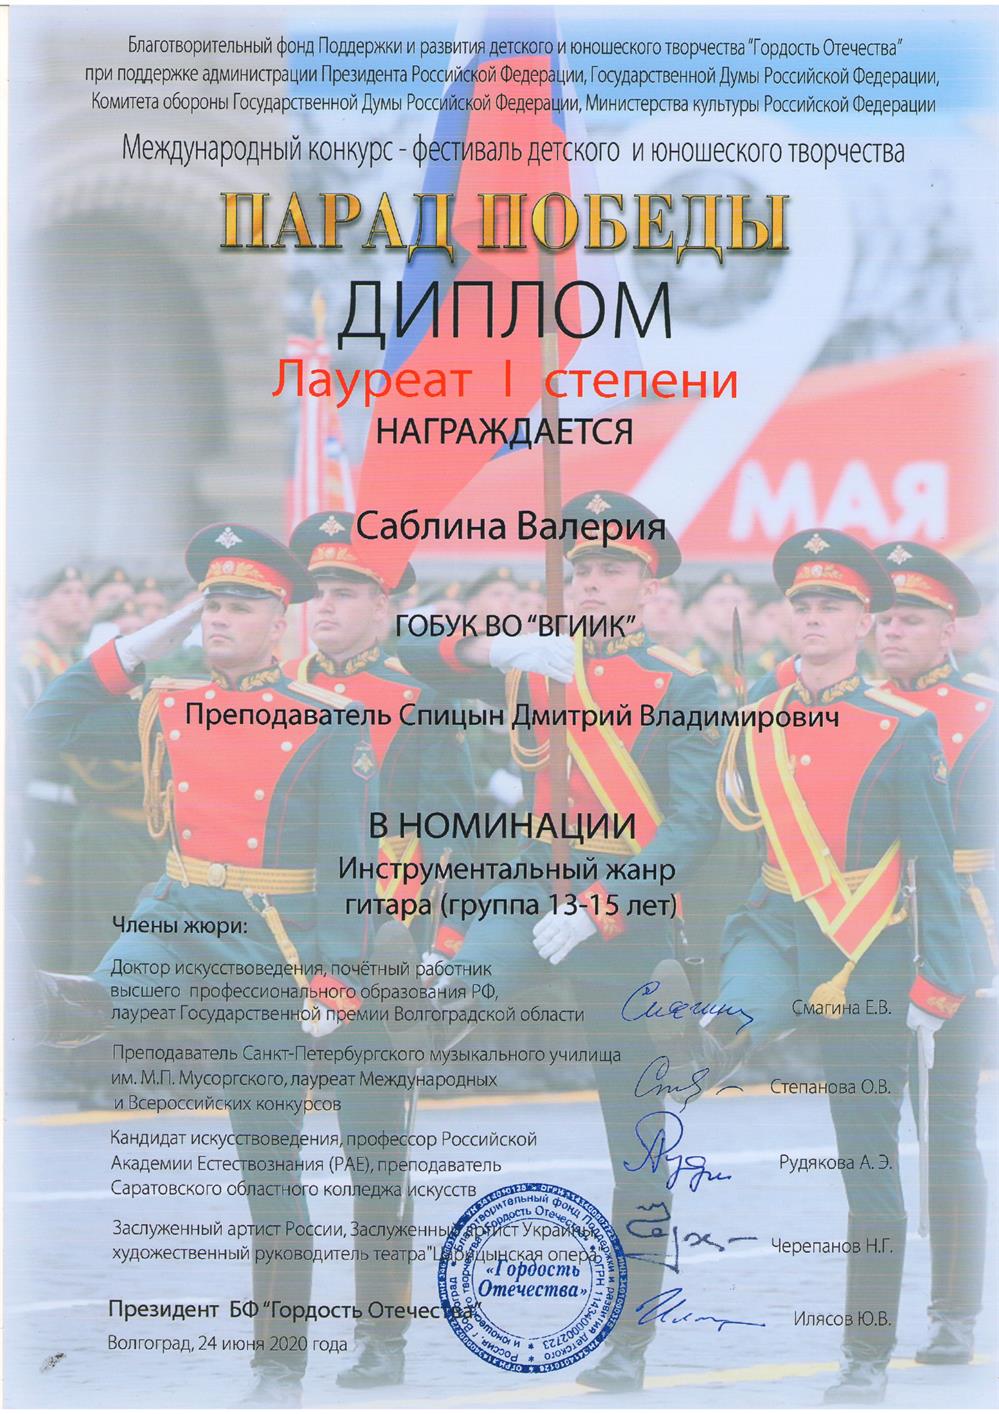 Благотворительный фонд Поддержки и развития детского и юношеского творчества "Гордость Отечества"
при поддержке администрации Президента Российской Федерации, Государственной Думы Российской Федерации,
Комитета обороны Государственной Думы Российской Федерации, Министерства культуры Российской Федерации
Международный конкурс - фестиваль детского и юношеского творчества
ПАРАД ПОБЕДЫ
ДИПЛОМ
Лауреат I степени
НАГРАЖДАЕТСЯ
9 МАЯ
Саблина Валерия
ГОБУК ВО "ВГИИК"
Преподаватель Спицын Дмитрий Владимирович
В НОМИНАЦИИ
Инструментальный жанр
гитара (группа 13-15 лет)
Члены жюри:
Доктор искусствоведения, почётный работник
высшего профессионального образования РФ,
лауреат Государственной премии Волгоградской области
Смагина Е.В.
Преподаватель Санкт-Петербургского музыкального училища
им. М.П. Мусоргского, лауреат Международных
и Всероссийских конкурсов
Степанова О.В.
Кандидат искусствоведения, профессор Российской
Академии Естествознания (РАЕ), преподаватель
Саратовского областного колледжа искусств
Рудякова А. Э.
Заслуженный артист России, Заслуженный артист Украины,
художественный руководитель театра "Царицынская опера"
Черепанов Н.Г.
«Гордость
Отечества»
Президент БФ "Гордость Отечества"
Илясов Ю.В.
Волгоград, 24 июня 2020 года